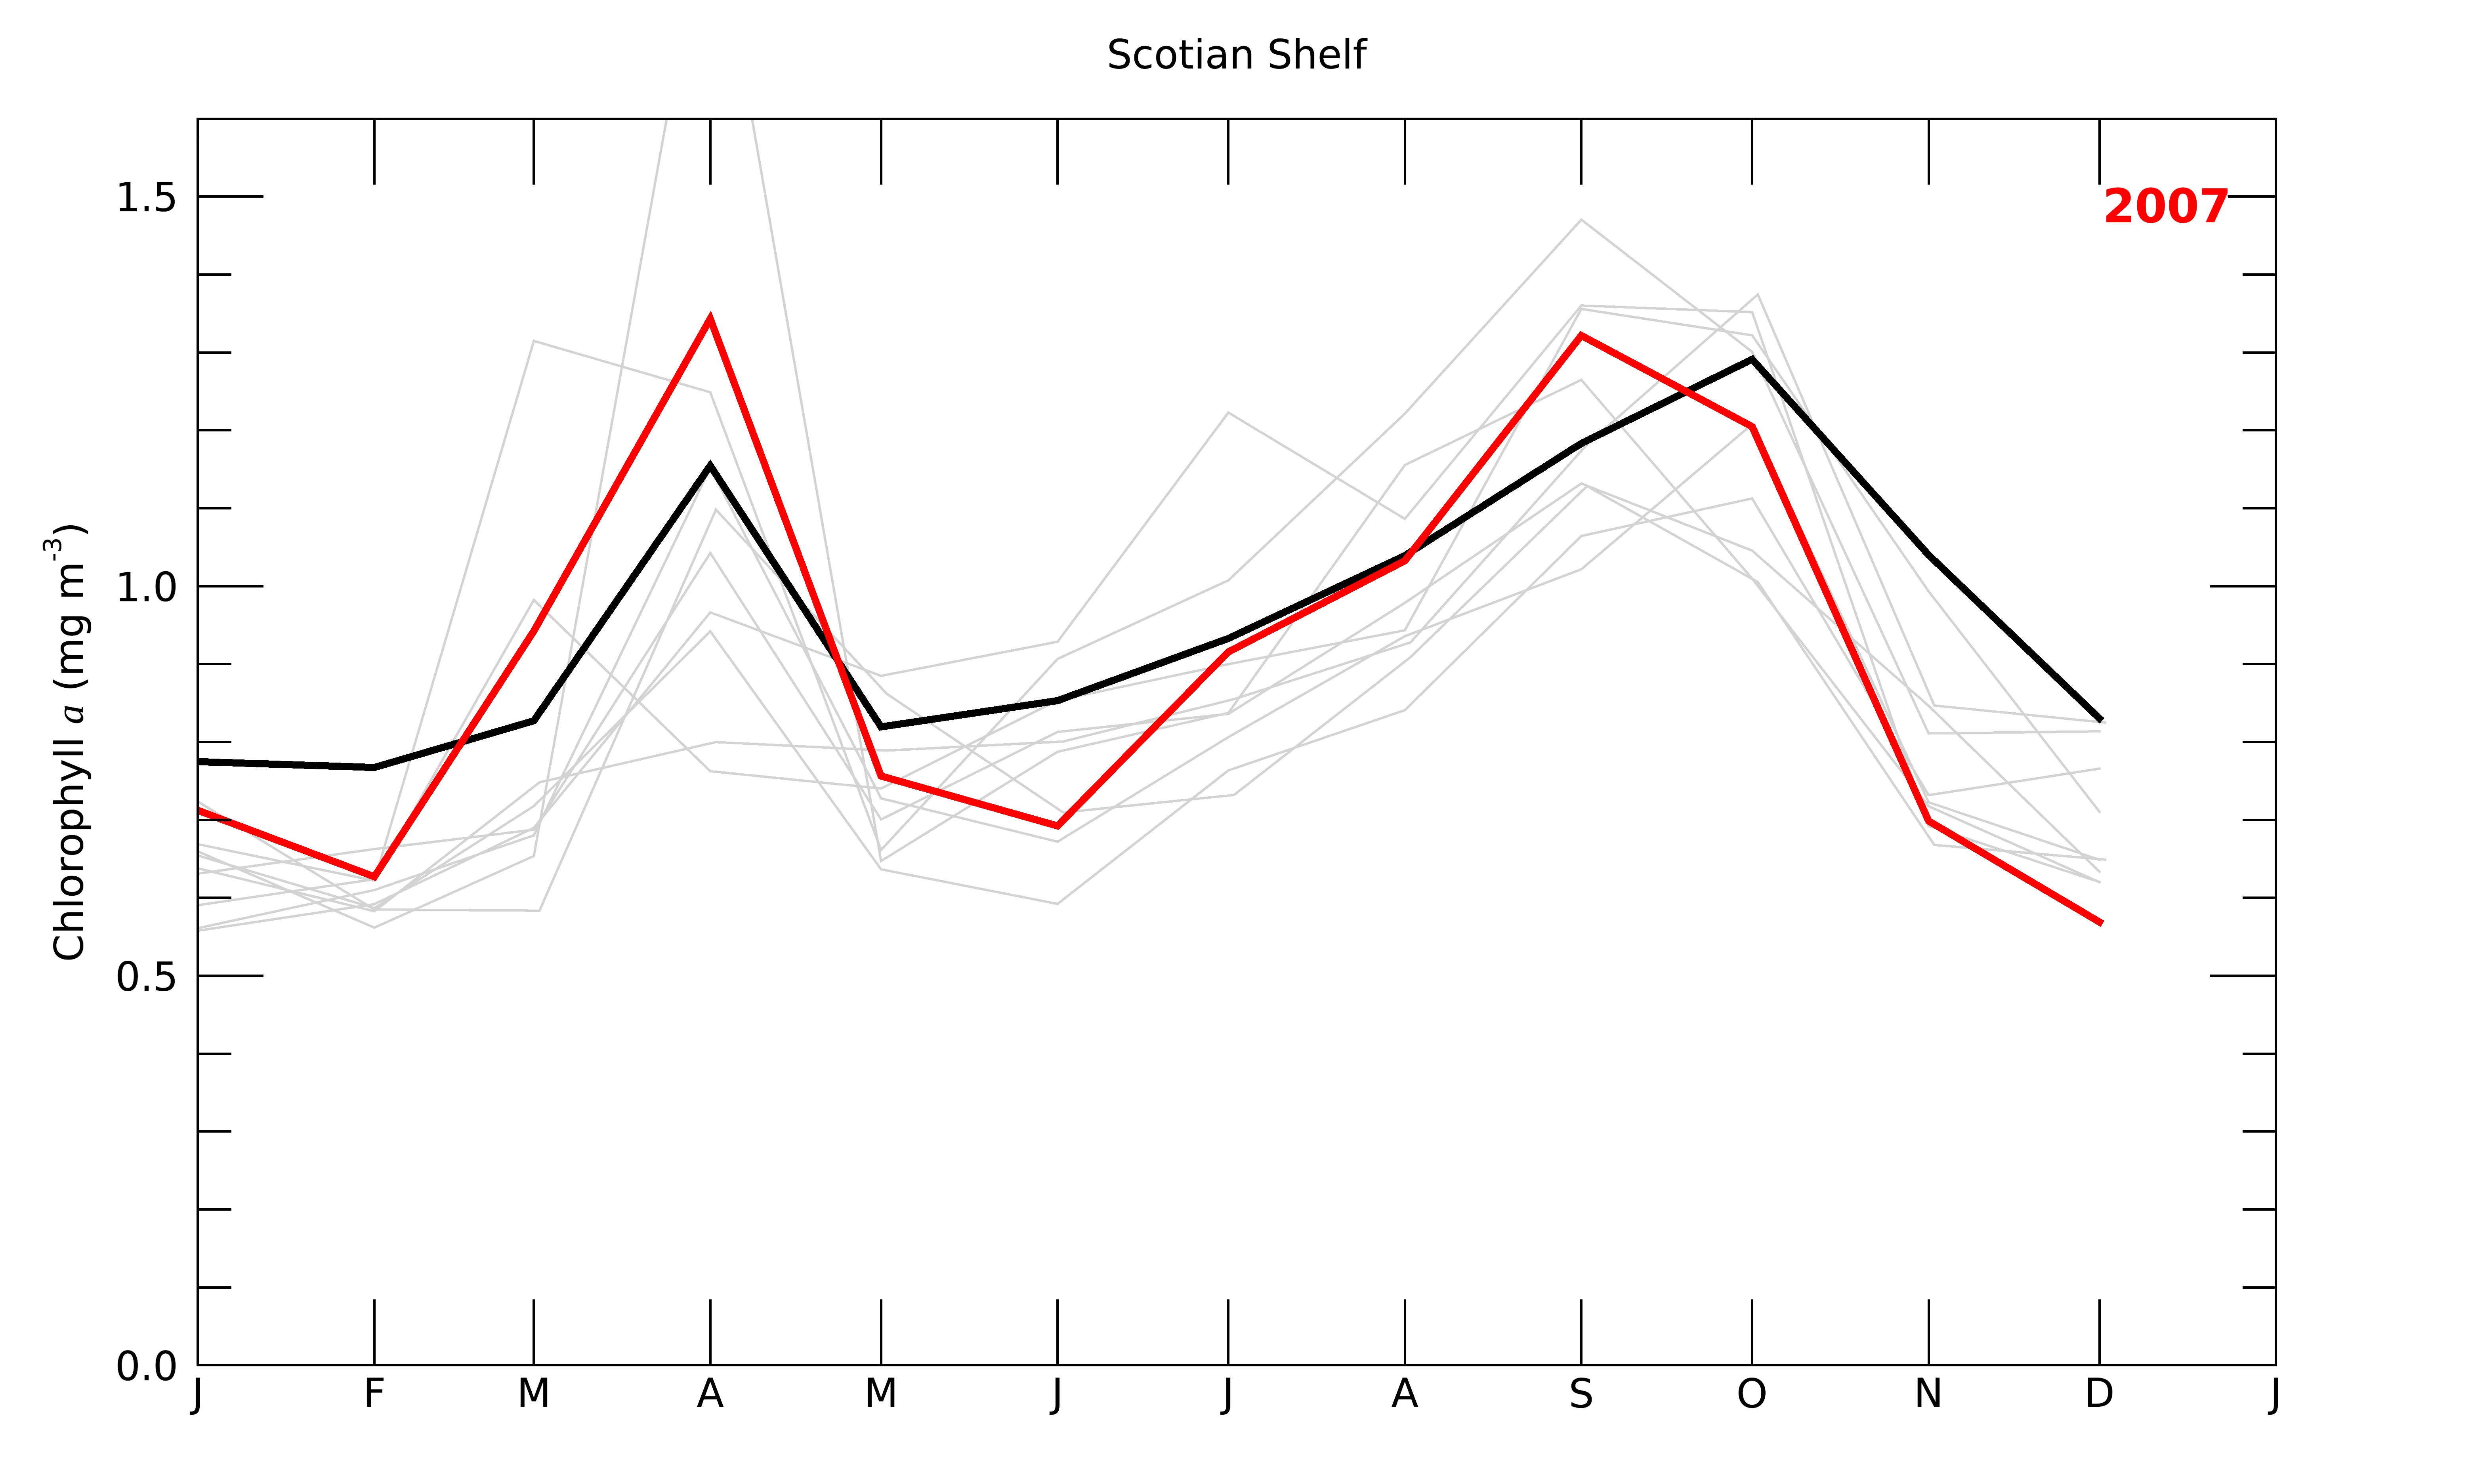 Scotian Shelf
2007
1.5
1.0
0.5
0.0
Chlorophyll a (mg m⁻³)
J F M A M J J A S O N D J